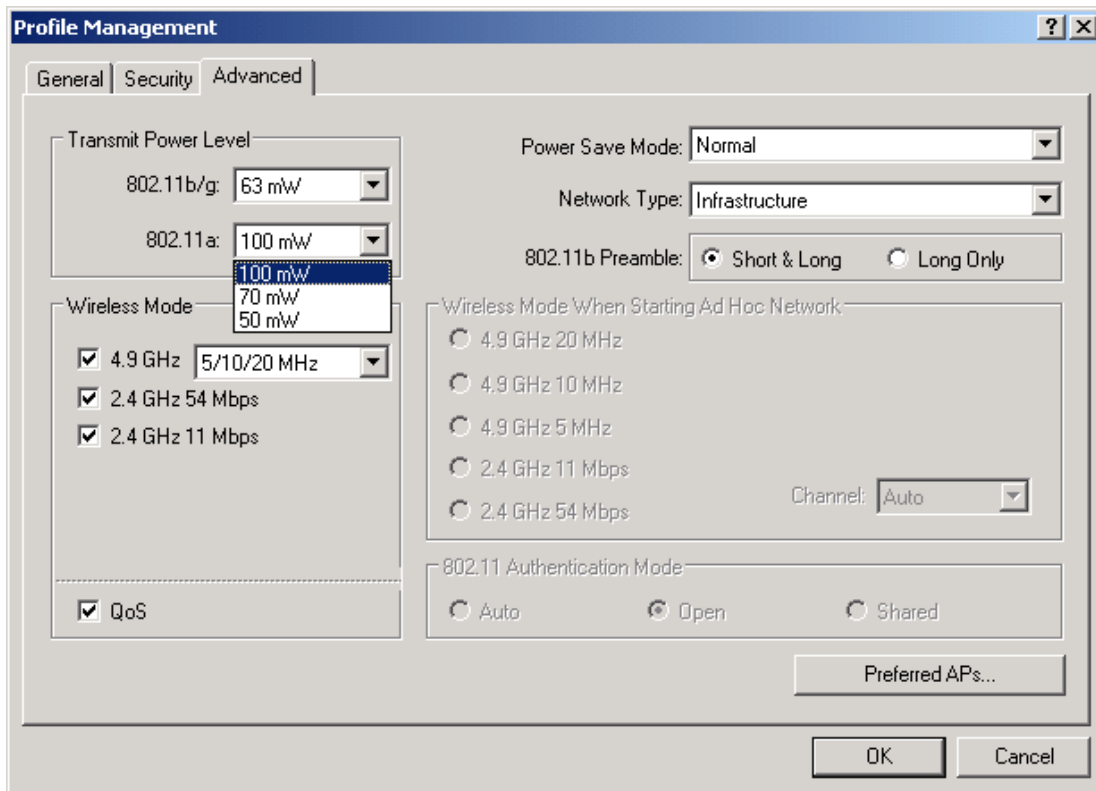 Profile Management
General Security Advanced
Transmit Power Level
802.11b/g: 63 mW
802.11a: 100 mW
100 mW
70 mW
50 mW
Power Save Mode: Normal
Network Type: Infrastructure
802.11b Preamble: Short & Long Long Only
Wireless Mode
4.9 GHz 5/10/20 MHz
2.4 GHz 54 Mbps
2.4 GHz 11 Mbps
QoS
Wireless Mode When Starting Ad Hoc Network
4.9 GHz 20 MHz
4.9 GHz 10 MHz
4.9 GHz 5 MHz
2.4 GHz 11 Mbps
2.4 GHz 54 Mbps
Channel: Auto
802.11 Authentication Mode
Auto Open Shared
Preferred APs...
OK Cancel